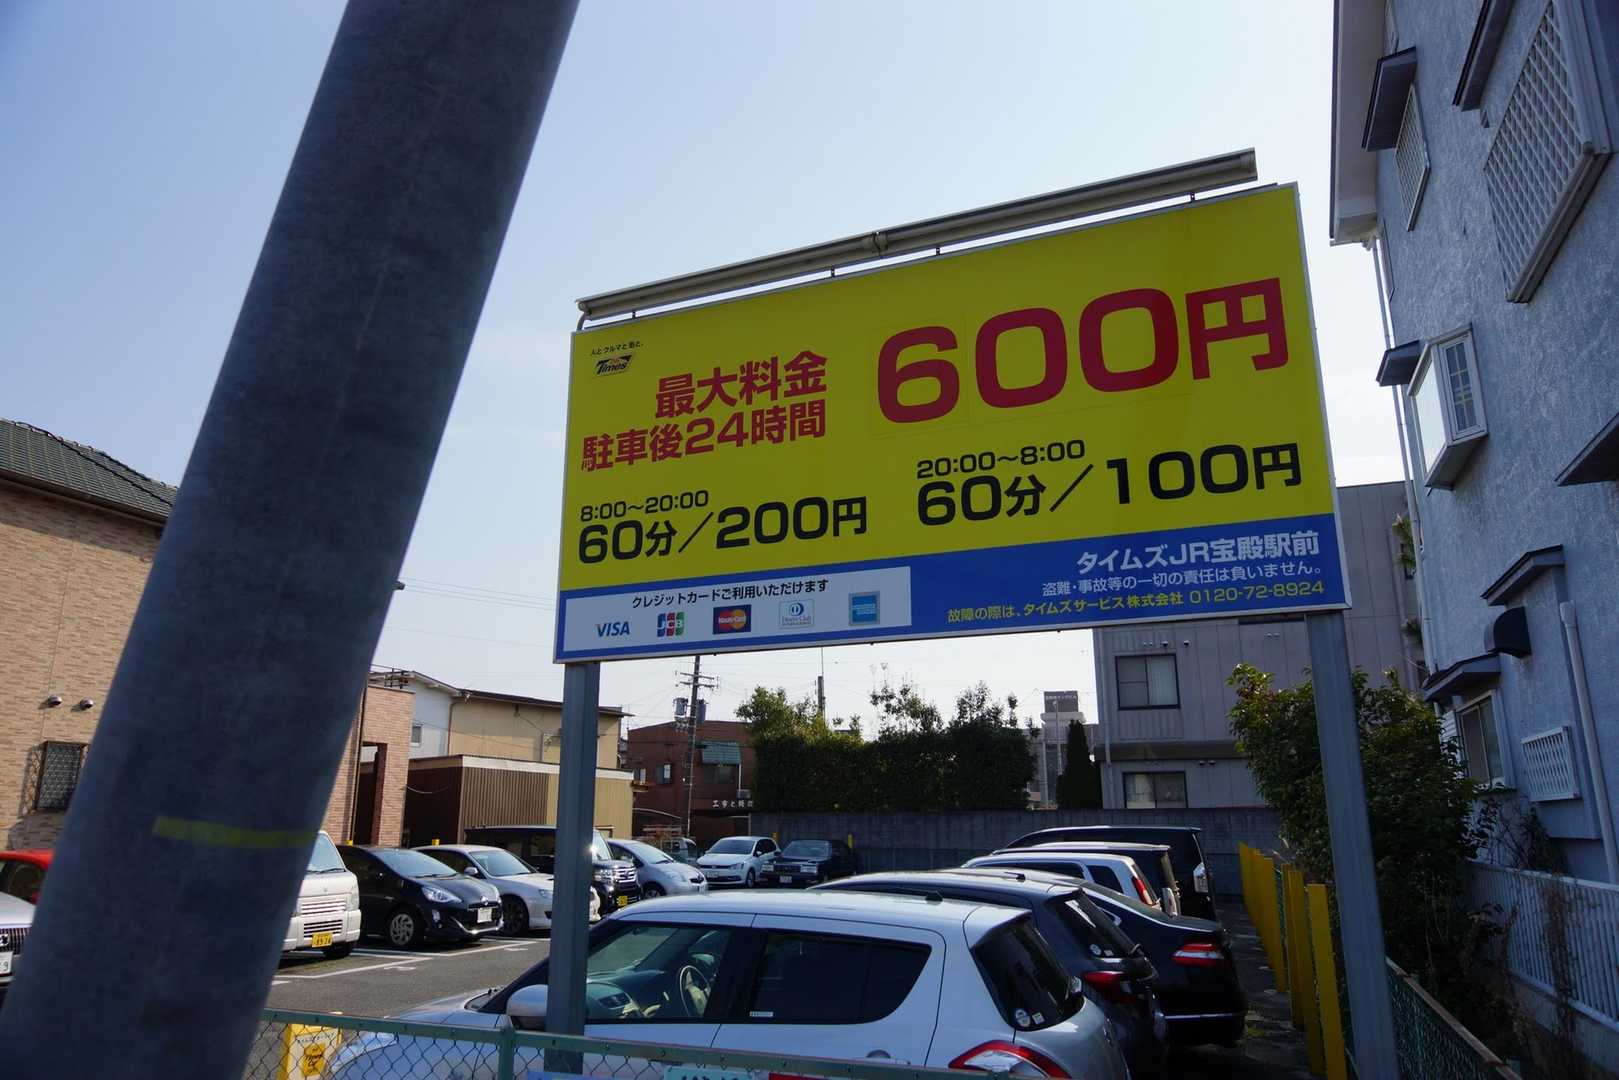 人とクルマと街と。
Times
最大料金
駐車後24時間
600円
8:00～20:00
60分／200円
20:00～8:00
60分／100円
クレジットカードご利用いただけます
VISA
JCB
MasterCard
Diners Club
タイムズJR宝殿駅前
盗難・事故等の一切の責任は負いません。
故障の際は、タイムズサービス株式会社 0120-72-8924